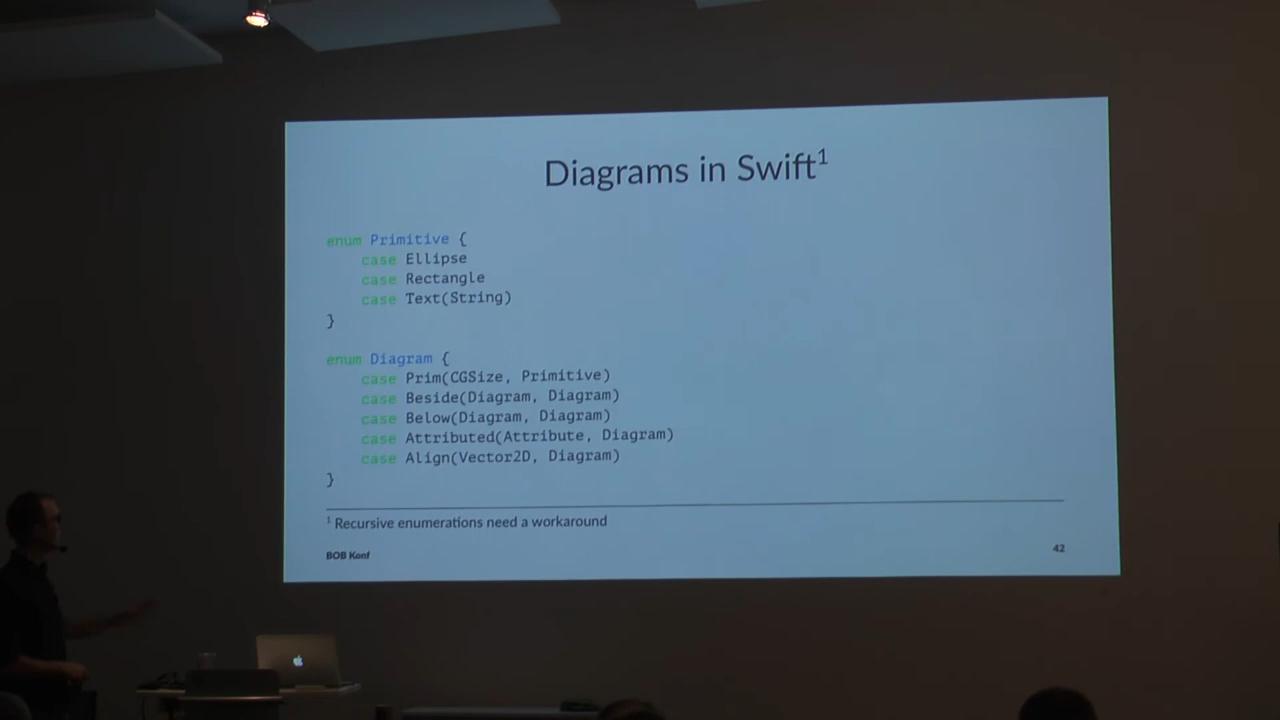 Diagrams in Swift¹
enum Primitive {
    case Ellipse
    case Rectangle
    case Text(String)
}
enum Diagram {
    case Prim(CGSize, Primitive)
    case Beside(Diagram, Diagram)
    case Below(Diagram, Diagram)
    case Attributed(Attribute, Diagram)
    case Align(Vector2D, Diagram)
}
¹ Recursive enumerations need a workaround
BOB Konf
42